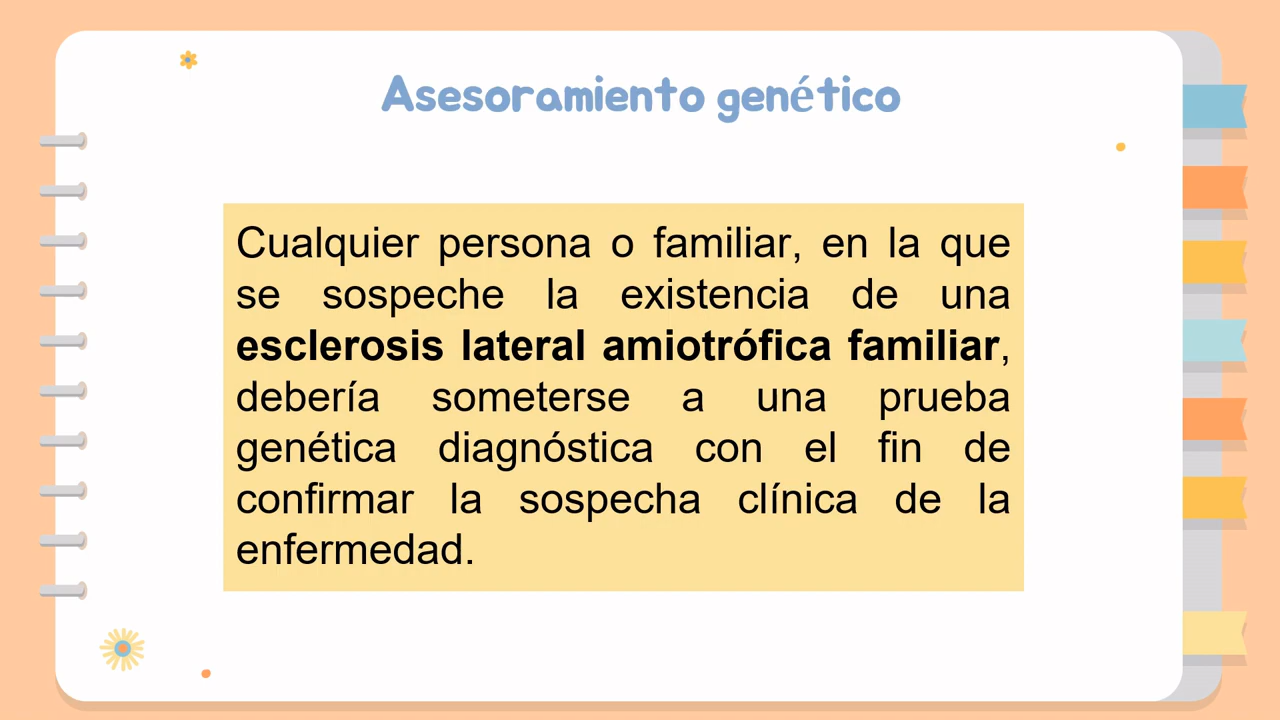 Asesoramiento genético
Cualquier persona o familiar, en la que
se sospeche la existencia de una
esclerosis lateral amiotrófica familiar,
debería someterse a una prueba
genética diagnóstica con el fin de
confirmar la sospecha clínica de la
enfermedad.